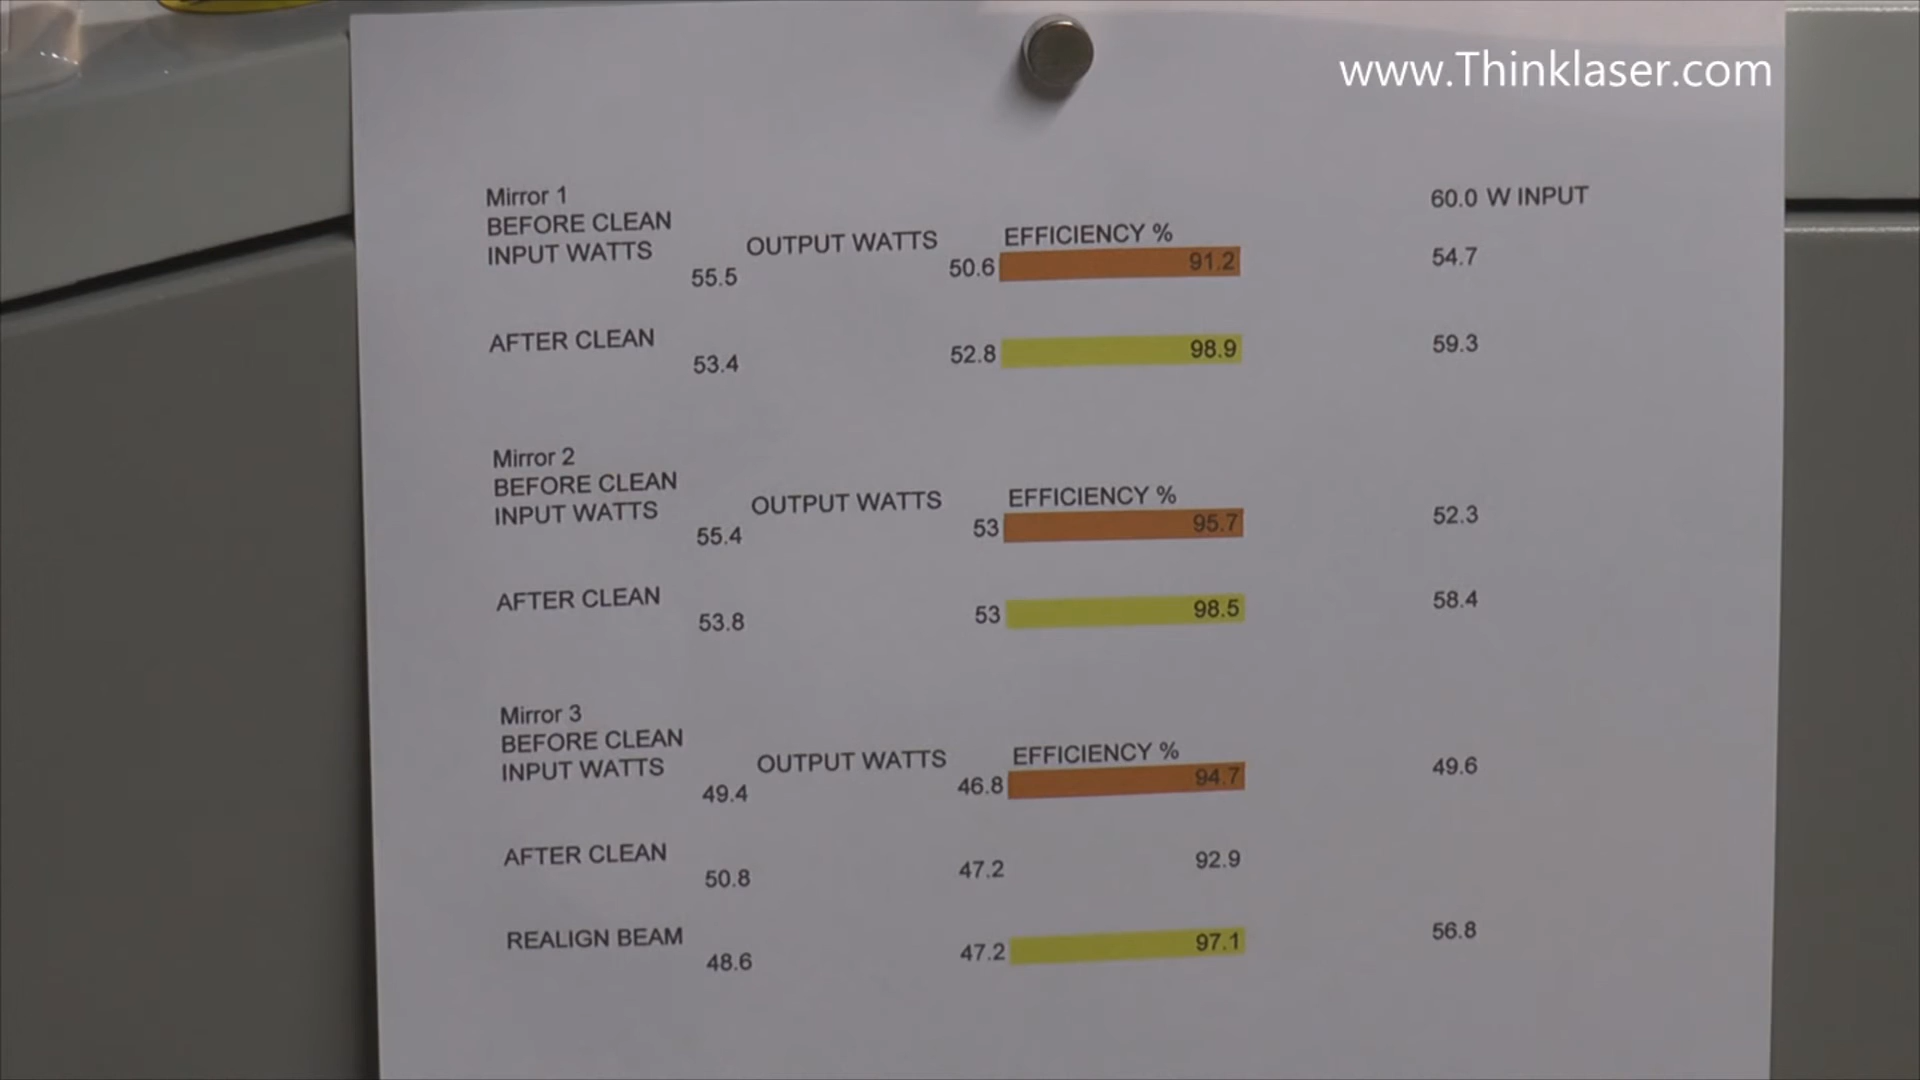 www.Thinklaser.com
Mirror 1
60.0 W INPUT
BEFORE CLEAN
INPUT WATTS
OUTPUT WATTS
EFFICIENCY %
55.5
50.6
91.2
54.7
AFTER CLEAN
53.4
52.8
98.9
59.3
Mirror 2
BEFORE CLEAN
INPUT WATTS
OUTPUT WATTS
EFFICIENCY %
55.4
53
95.7
52.3
AFTER CLEAN
53.8
53
98.5
58.4
Mirror 3
BEFORE CLEAN
INPUT WATTS
OUTPUT WATTS
EFFICIENCY %
49.4
46.8
94.7
49.6
AFTER CLEAN
50.8
47.2
92.9
REALIGN BEAM
48.6
47.2
97.1
56.8